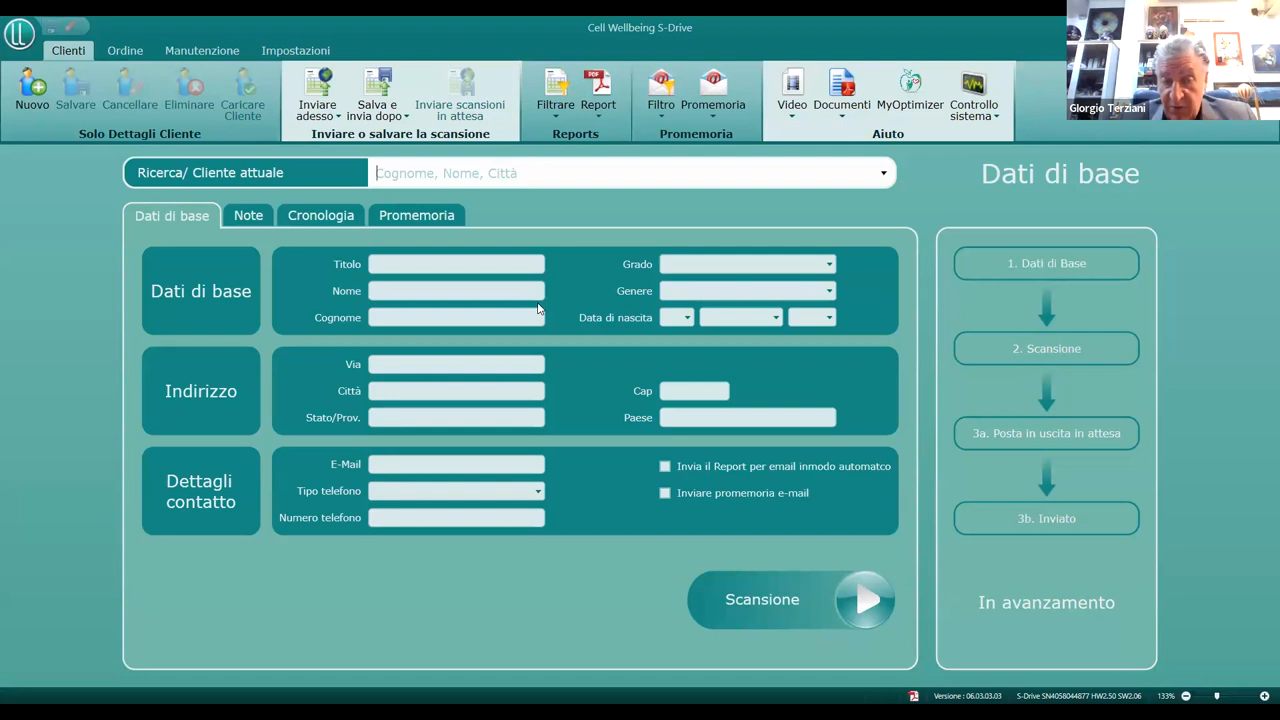 Cell Wellbeing S-Drive
Clienti Ordine Manutenzione Impostazioni
Nuovo Salvare Cancellare Eliminare Caricare Cliente
Solo Dettagli Cliente
Inviare adesso Salva e invia dopo Inviare scansioni in attesa
Inviare o salvare la scansione
Filtrare Report
Reports
Filtro Promemoria
Promemoria
Video Documenti MyOptimizer Controllo sistema
Aiuto
GIorgio Terziani
Ricerca/ Cliente attuale Cognome, Nome, Città
Dati di base
Dati di base Note Cronologia Promemoria
Dati di base
Titolo Grado
Nome Genere
Cognome Data di nascita
Indirizzo
Via
Città Cap
Stato/Prov. Paese
Dettagli contatto
E-Mail Invia il Report per email inmodo automatco
Tipo telefono Inviare promemoria e-mail
Numero telefono
Scansione
1. Dati di Base
2. Scansione
3a. Posta in uscita in attesa
3b. Inviato
In avanzamento
Versione : 06.03.03.03 S-Drive SN4058044877 HW2.50 SW2.06 133%